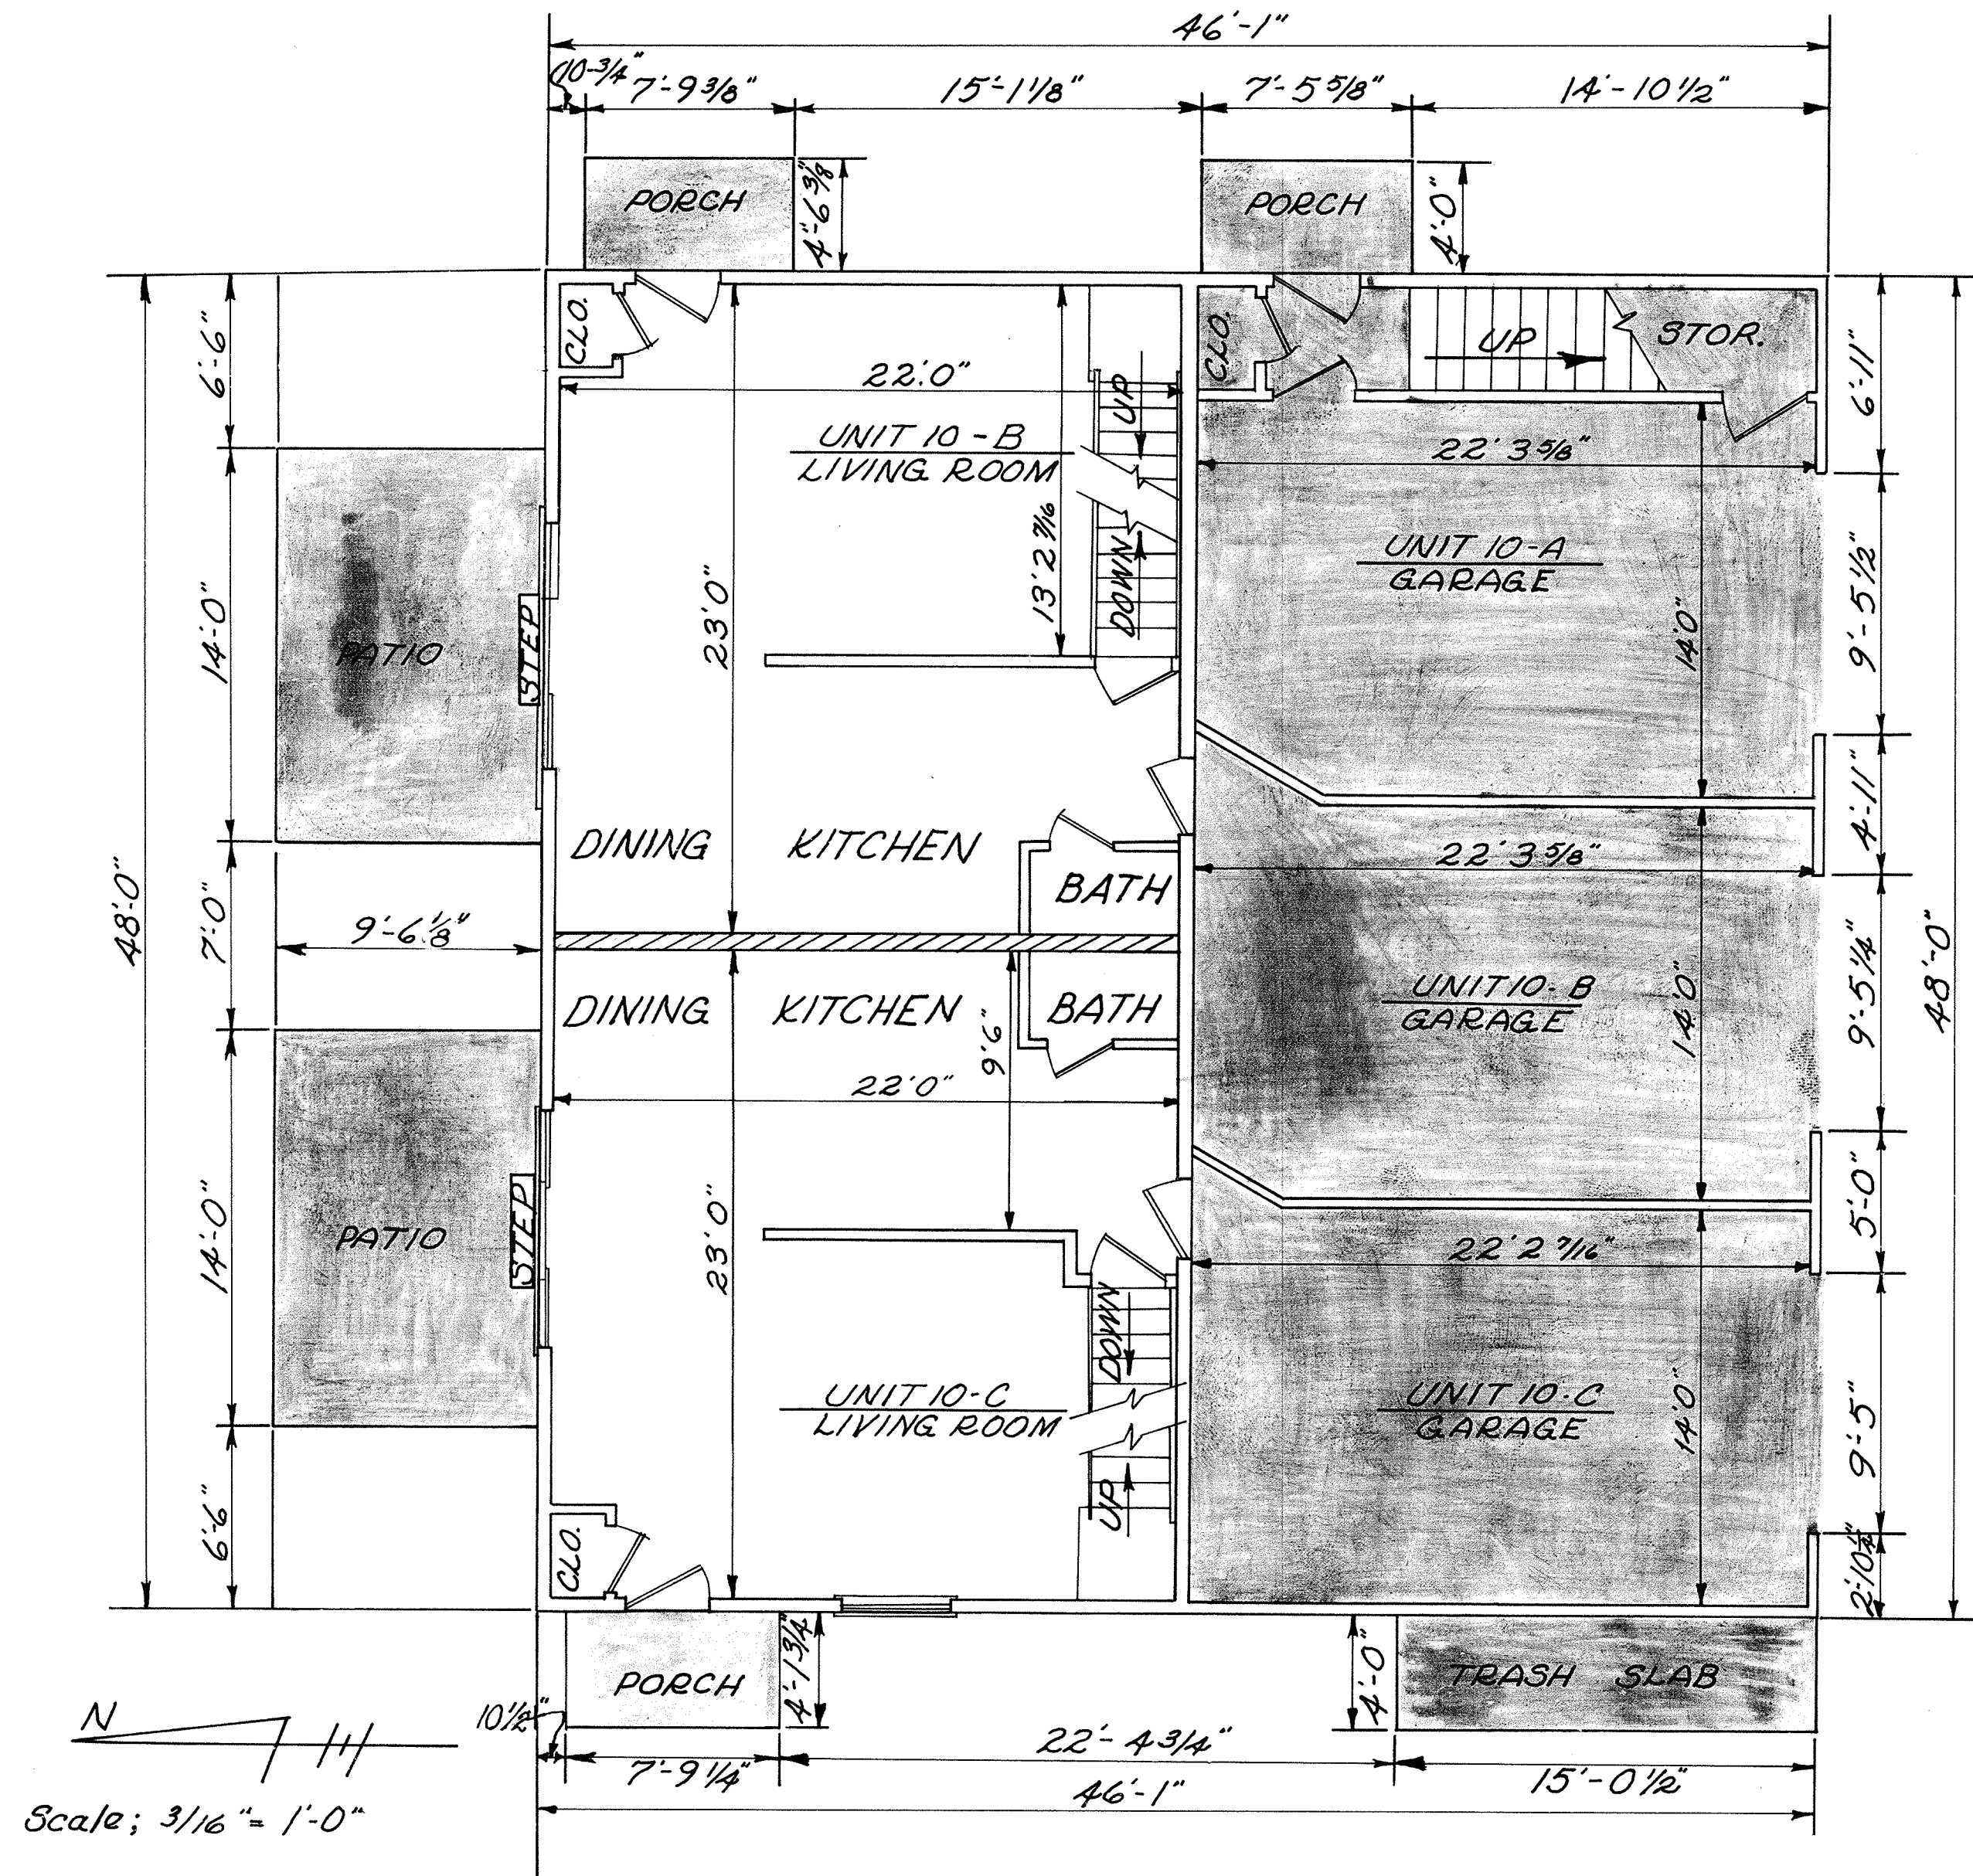 46'-1"
10-3/4"
7'-9 3/8"
15'-1 1/8"
7'-5 5/8"
14'-10 1/2"
PORCH
4'-6 3/8"
PORCH
4'-0"
6'-6"
CLO.
22'.0"
UP
CLO.
UP
STOR.
6'-11"
UNIT 10-B
LIVING ROOM
22' 3 5/8"
13' 2 7/16
DOWN
UNIT 10-A
GARAGE
9'-5 1/2"
14'-0"
PATIO
STEP
23'.0"
14'0"
4'-11"
DINING
KITCHEN
BATH
22' 3 5/8"
48'-0"
7'-0"
9'-6 1/8"
DINING
KITCHEN
BATH
9'.6"
22'0"
UNIT 10-B
GARAGE
14'.0"
9'-5 1/4"
48'-0"
14'-0"
PATIO
STEP
23'.0"
DOWN
22' 2 7/16"
5'-0"
UNIT 10-C
LIVING ROOM
UP
UNIT 10-C
GARAGE
14'.0"
9'-5"
6'-6"
CLO.
2'-10 1/4"
PORCH
4'-1 3/4"
4'-0"
TRASH SLAB
N
10 1/2"
7'-9 1/4"
22'-4 3/4"
15'-0 1/2"
46'-1"
Scale; 3/16" = 1'-0"